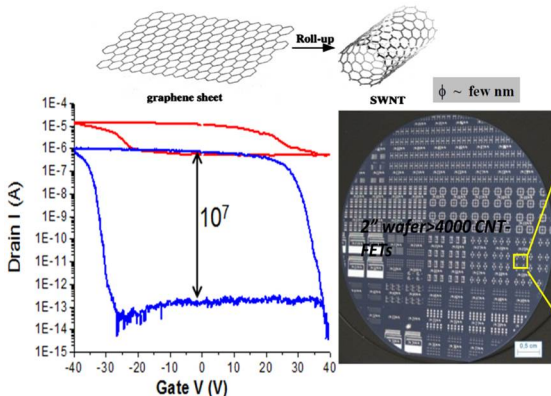 Roll-up
graphene sheet
SWNT
ϕ ~ few nm
1E-4
1E-5
1E-6
1E-7
1E-8
1E-9
1E-10
1E-11
1E-12
1E-13
1E-14
1E-15
Drain I (A)
10⁷
-40 -30 -20 -10 0 10 20 30 40
Gate V (V)
2” wafer>4000 CNT-
FETs
0.5 cm